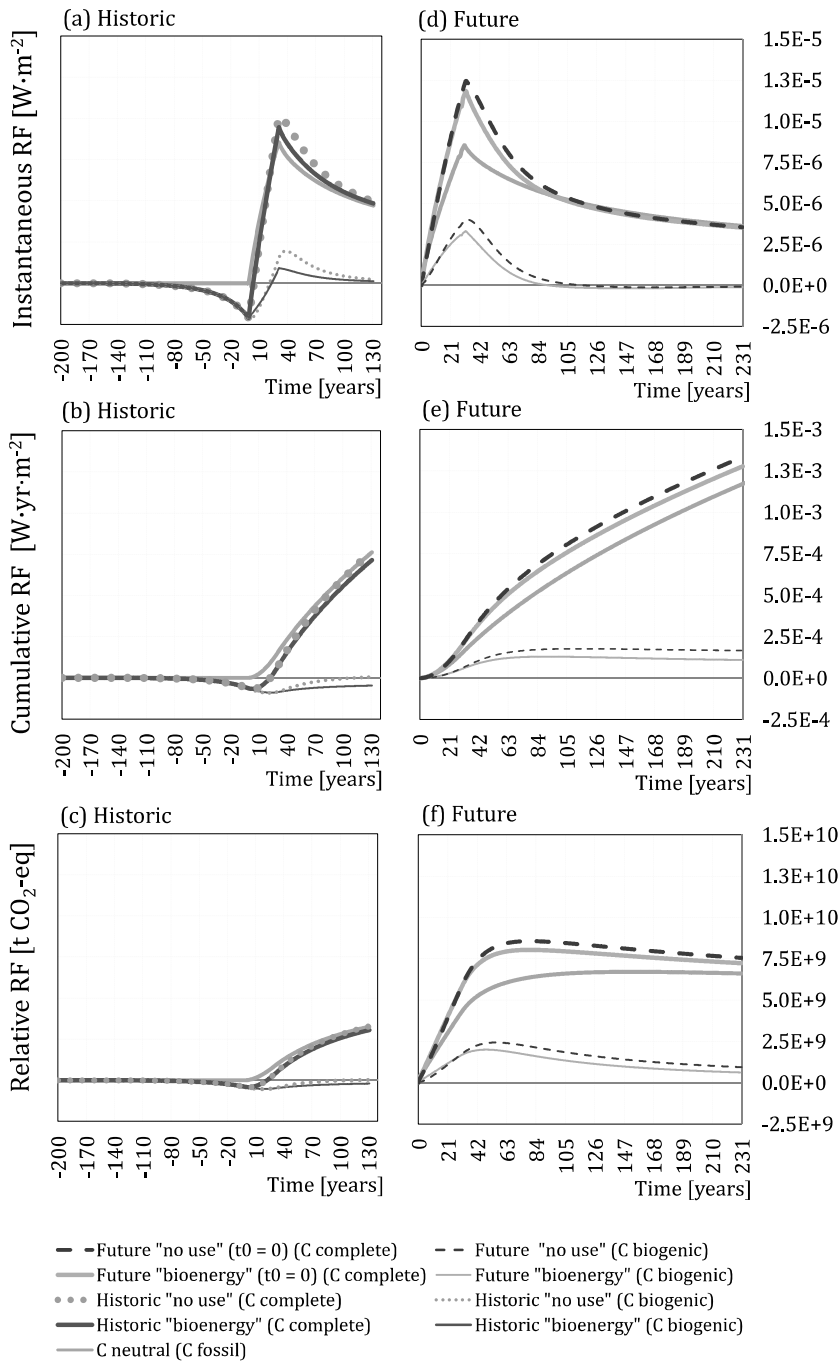 (a) Historic
(d) Future
Instantaneous RF [W·m-2]
1.5E-5
1.3E-5
1.0E-5
7.5E-6
5.0E-6
2.5E-6
0.0E+0
-2.5E-6
-200
-170
-140
-110
-80
-50
-20
10
40
70
100
130
0
21
42
63
84
105
126
147
168
189
210
231
Time [years]
Time [years]
(b) Historic
(e) Future
Cumulative RF [W·yr·m-2]
1.5E-3
1.3E-3
1.0E-3
7.5E-4
5.0E-4
2.5E-4
0.0E+0
-2.5E-4
-200
-170
-140
-110
-80
-50
-20
10
40
70
100
130
0
21
42
63
84
105
126
147
168
189
210
231
Time [years]
Time [years]
(c) Historic
(f) Future
Relative RF [t CO2-eq]
1.5E+10
1.3E+10
1.0E+10
7.5E+9
5.0E+9
2.5E+9
0.0E+0
-2.5E+9
-200
-170
-140
-110
-80
-50
-20
10
40
70
100
130
0
21
42
63
84
105
126
147
168
189
210
231
Time [years]
Time [years]
Future "no use" (t0 = 0) (C complete)
Future "no use" (C biogenic)
Future "bioenergy" (t0 = 0) (C complete)
Future "bioenergy" (C biogenic)
Historic "no use" (C complete)
Historic "no use" (C biogenic)
Historic "bioenergy" (C complete)
Historic "bioenergy" (C biogenic)
C neutral (C fossil)